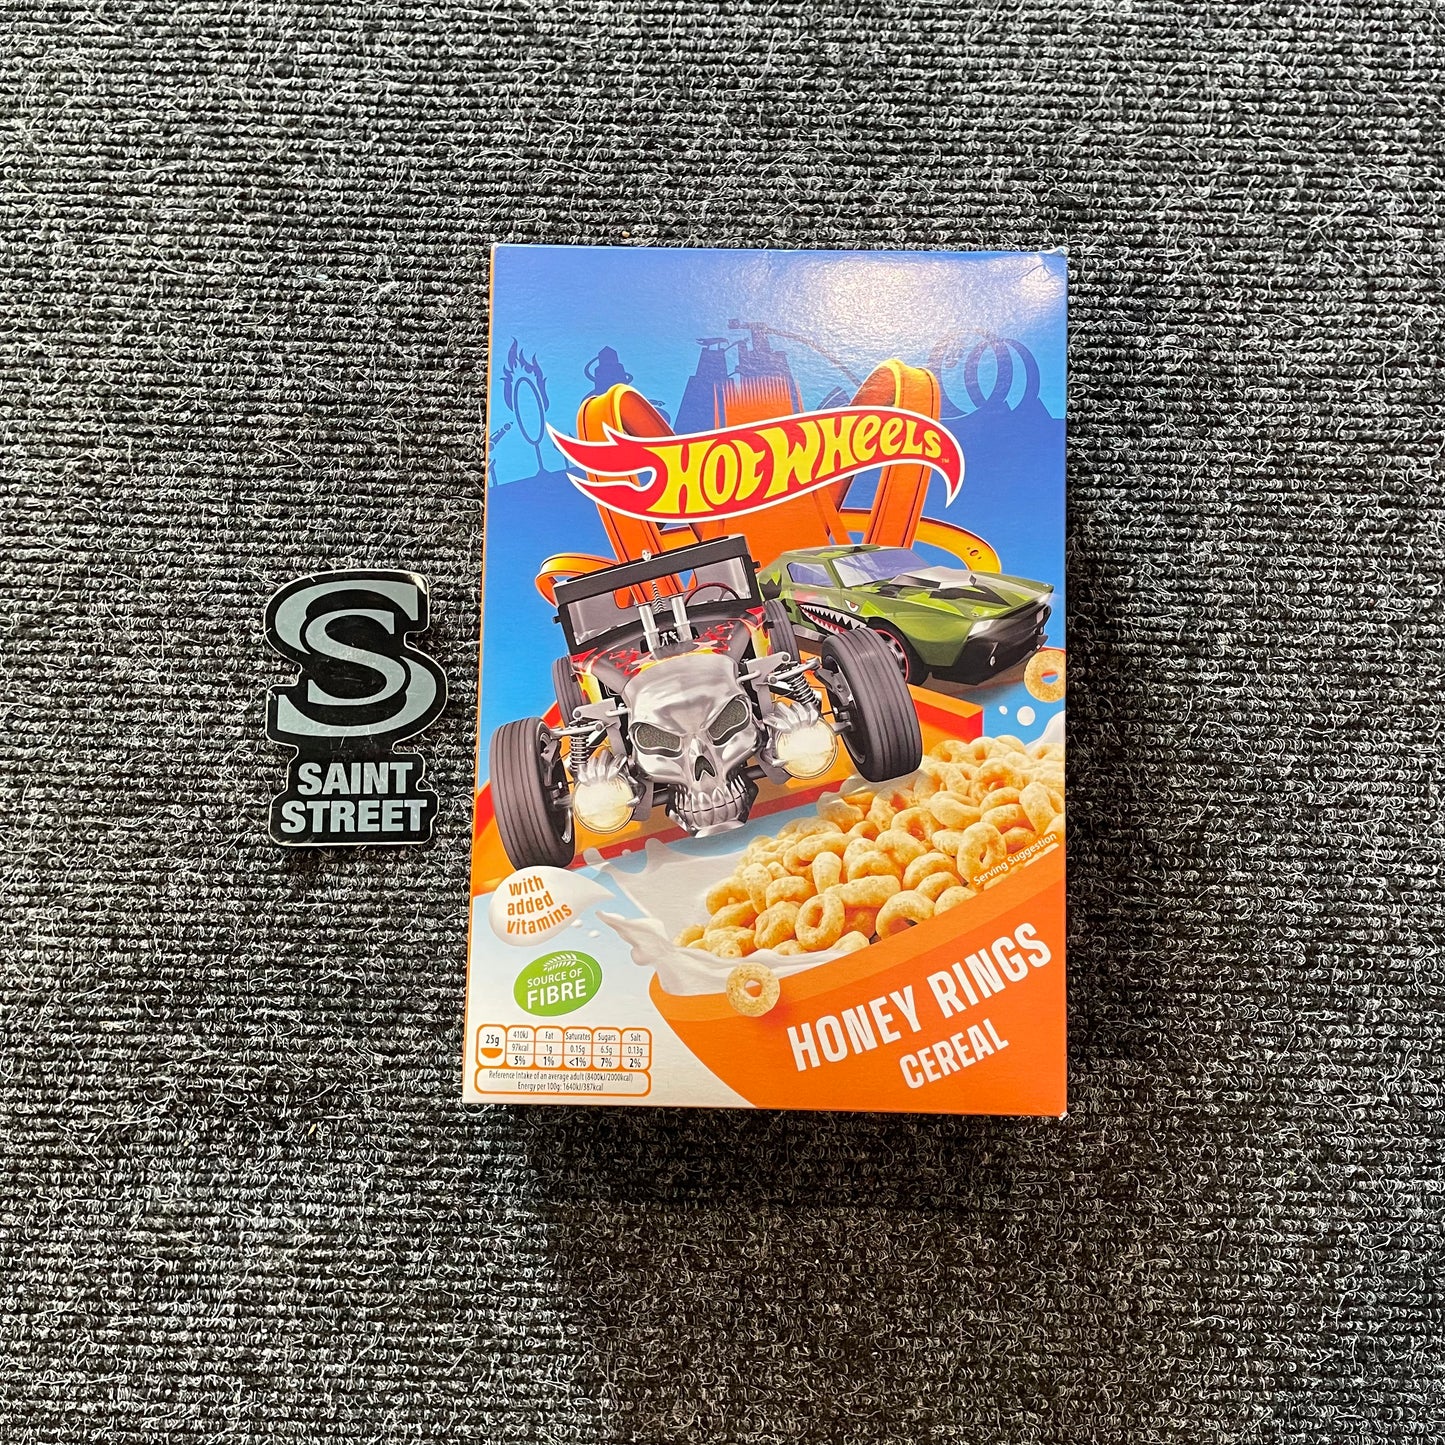 S
SAINT
STREET
HOT WHEELS
TM
with
added
vitamins
SOURCE OF
FIBRE
Serving Suggestion
HONEY RINGS
CEREAL
25g
410kJ Fat Saturates Sugars Salt
97kcal 1g 0.15g 6.5g 0.13g
5% 1% <1% 7% 2%
Reference Intake of an average adult (8400kJ/2000kcal)
Energy per 100g: 1640kJ/387kcal